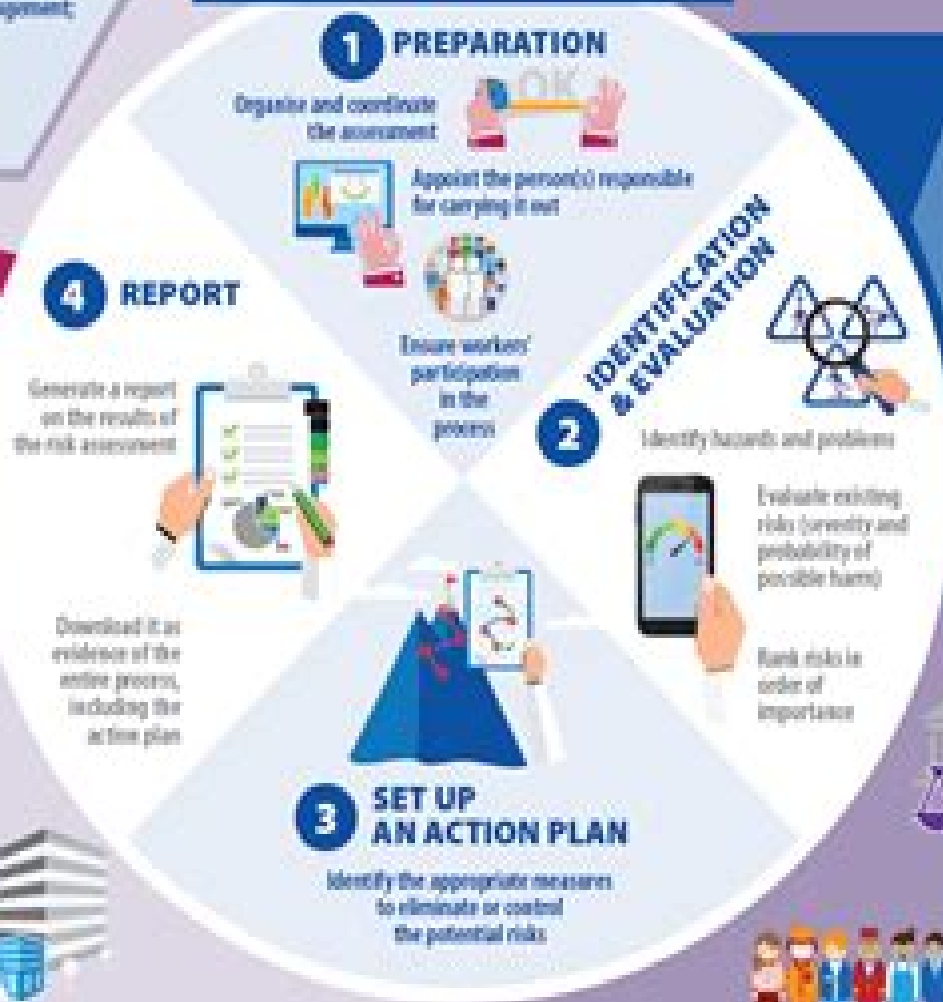 1 PREPARATION
Organise and coordinate
the assessment
OK
Appoint the person(s) responsible
for carrying it out
Ensure workers'
participation
in the
process
2 IDENTIFICATION
& EVALUATION
Identify hazards and problems
Evaluate existing
risks (severity and
probability of
possible harm)
Rank risks in
order of
importance
3 SET UP
AN ACTION PLAN
Identify the appropriate measures
to eliminate or control
the potential risks
4 REPORT
Generate a report
on the results of
the risk assessment
Download it as
evidence of the
entire process,
including the
action plan